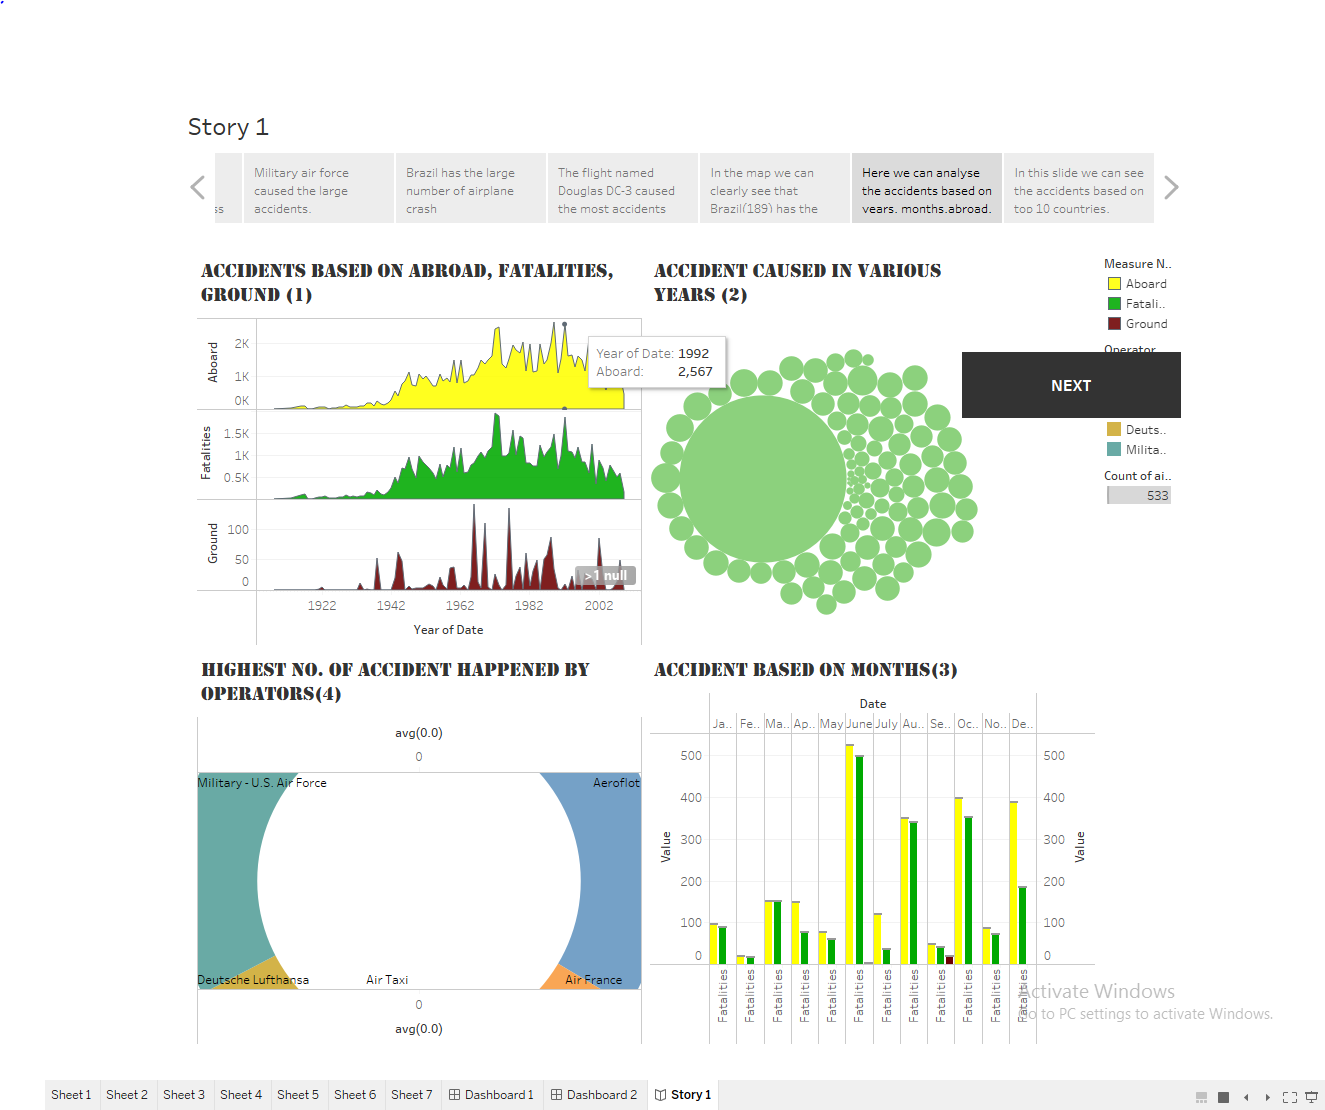 Story 1
ss
Military air force
caused the large
accidents.
Brazil has the large
number of airplane
crash
The flight named
Douglas DC-3 caused
the most accidents
In the map we can
clearly see that
Brazil(189) has the
Here we can analyse
the accidents based on
years, months,abroad,
In this slide we can see
the accidents based on
top 10 countries.
ACCIDENTS BASED ON ABROAD, FATALITIES,
GROUND (1)
Aboard
2K
1K
0K
Fatalities
1.5K
1K
0.5K
Ground
100
50
0
1922 1942 1962 1982 2002
Year of Date
>1 null
Year of Date: 1992
Aboard: 2,567
ACCIDENT CAUSED IN VARIOUS
YEARS (2)
Measure N..
Aboard
Fatali..
Ground
Operator
NEXT
Deuts..
Milita..
Count of ai..
533
HIGHEST NO. OF ACCIDENT HAPPENED BY
OPERATORS(4)
avg(0.0)
0
Military - U.S. Air Force
Aeroflot
Deutsche Lufthansa
Air Taxi
Air France
0
avg(0.0)
ACCIDENT BASED ON MONTHS(3)
Date
Ja.. Fe.. Ma.. Ap.. May June July Au.. Se.. Oc.. No.. De..
Value
500
400
300
200
100
0
500
400
300
200
100
0
Value
Fatalities Fatalities Fatalities Fatalities Fatalities Fatalities Fatalities Fatalities Fatalities Fatalities Fatalities Fatalities
Activate Windows
Go to PC settings to activate Windows.
Sheet 1 Sheet 2 Sheet 3 Sheet 4 Sheet 5 Sheet 6 Sheet 7 Dashboard 1 Dashboard 2 Story 1